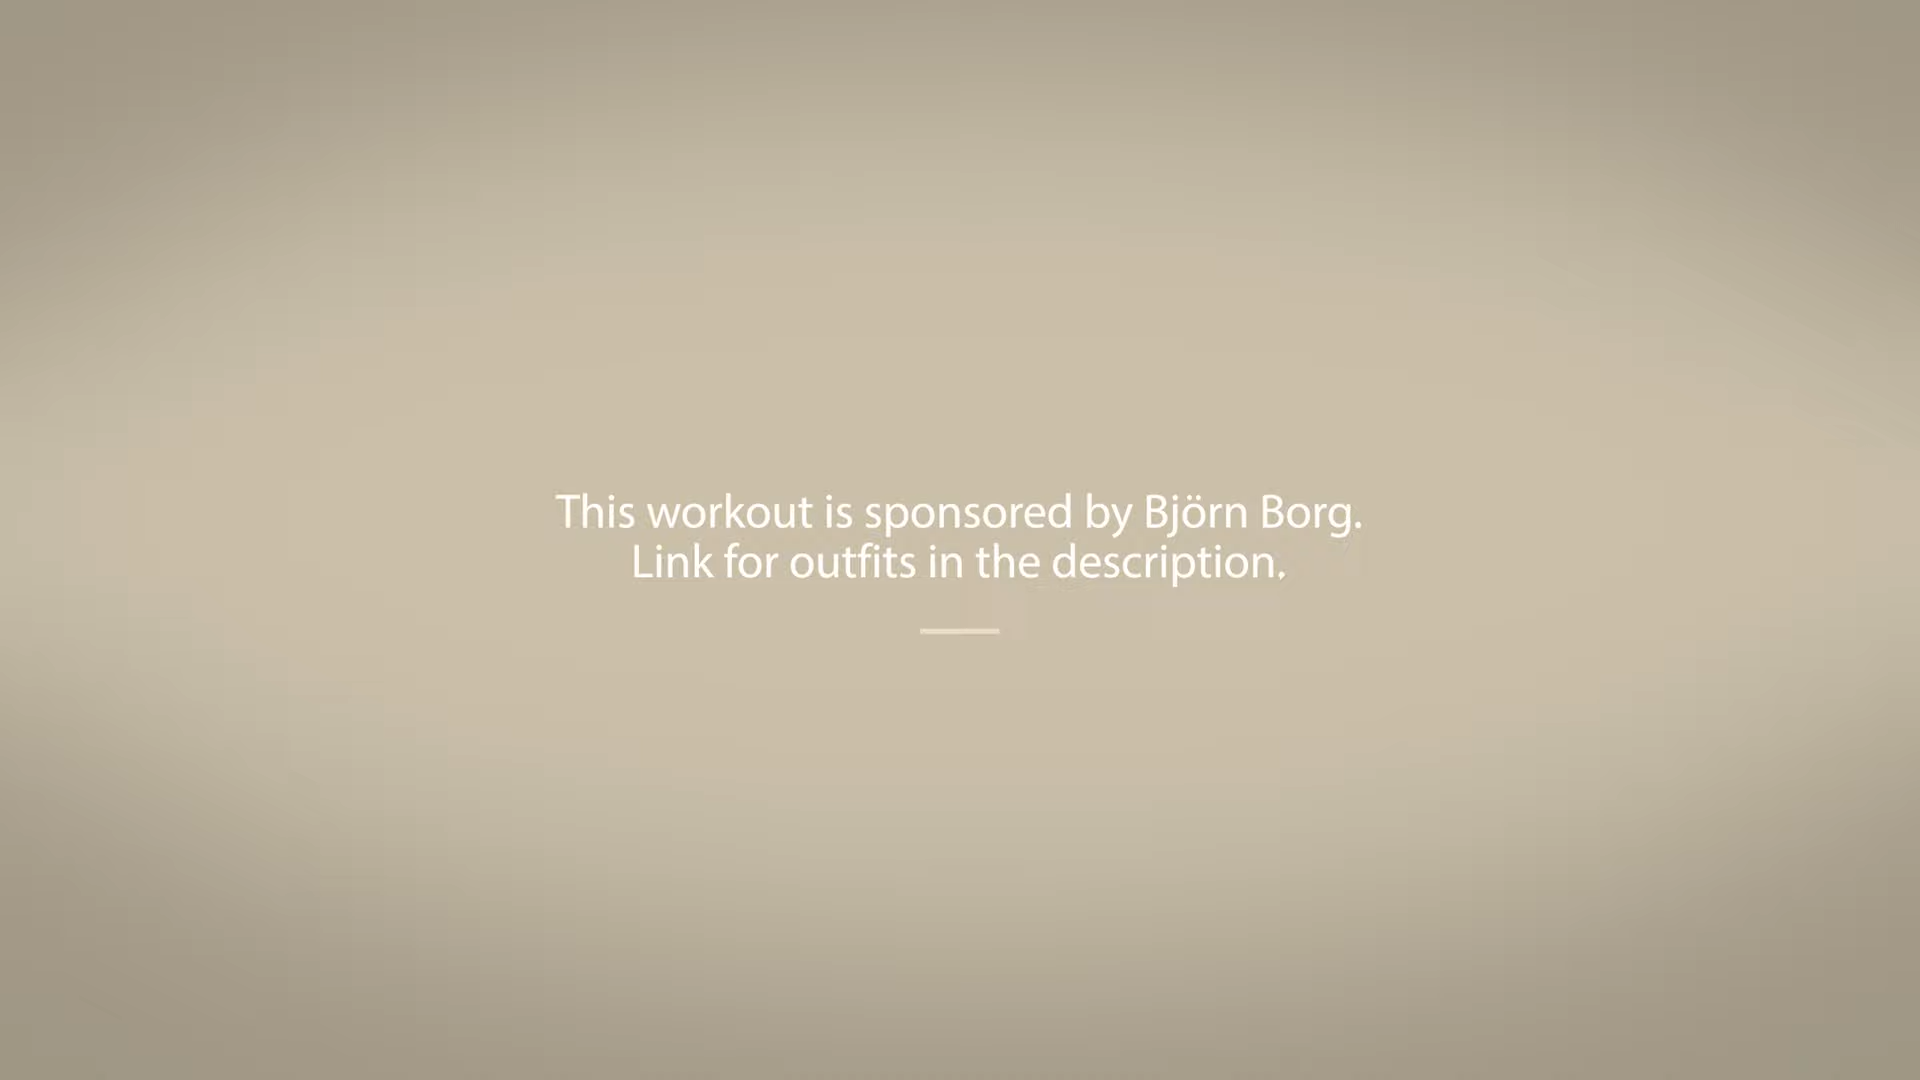 This workout is sponsored by Björn Borg.
Link for outfits in the description.